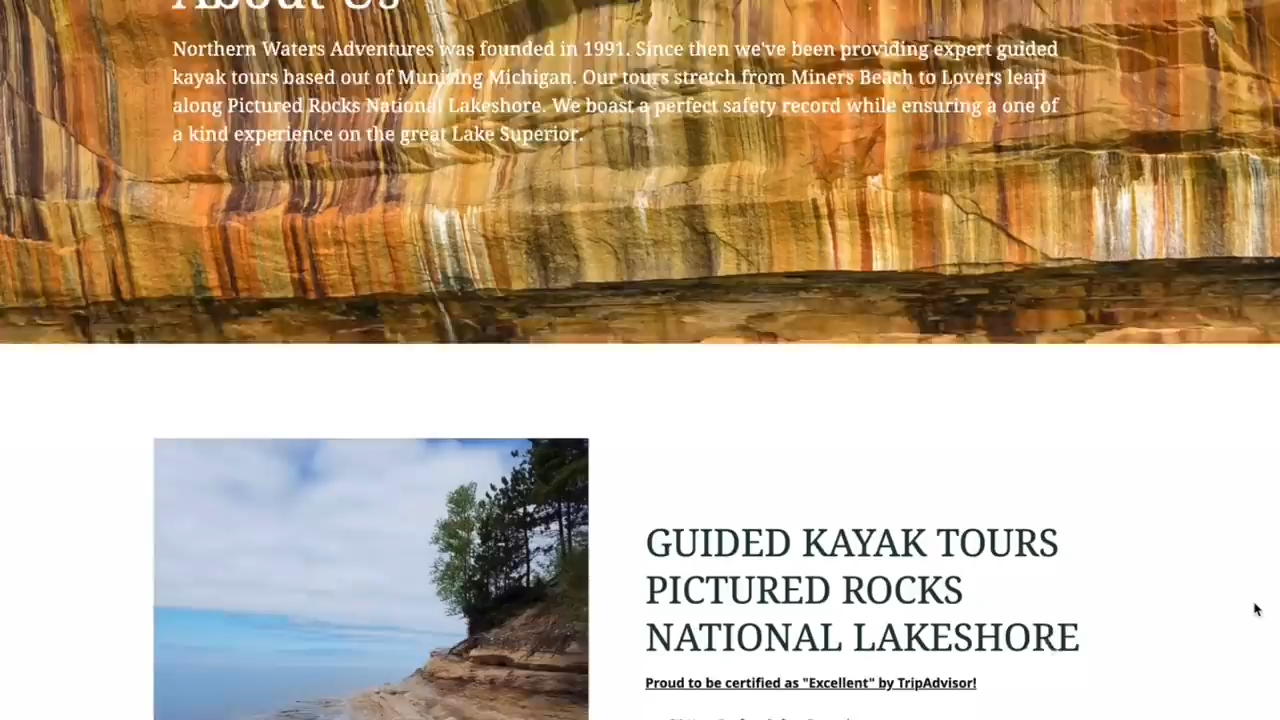 About Us
Northern Waters Adventures was founded in 1991. Since then we've been providing expert guided
kayak tours based out of Munising Michigan. Our tours stretch from Miners Beach to Lovers leap
along Pictured Rocks National Lakeshore. We boast a perfect safety record while ensuring a one of
a kind experience on the great Lake Superior.
GUIDED KAYAK TOURS
PICTURED ROCKS
NATIONAL LAKESHORE
Proud to be certified as "Excellent" by TripAdvisor!